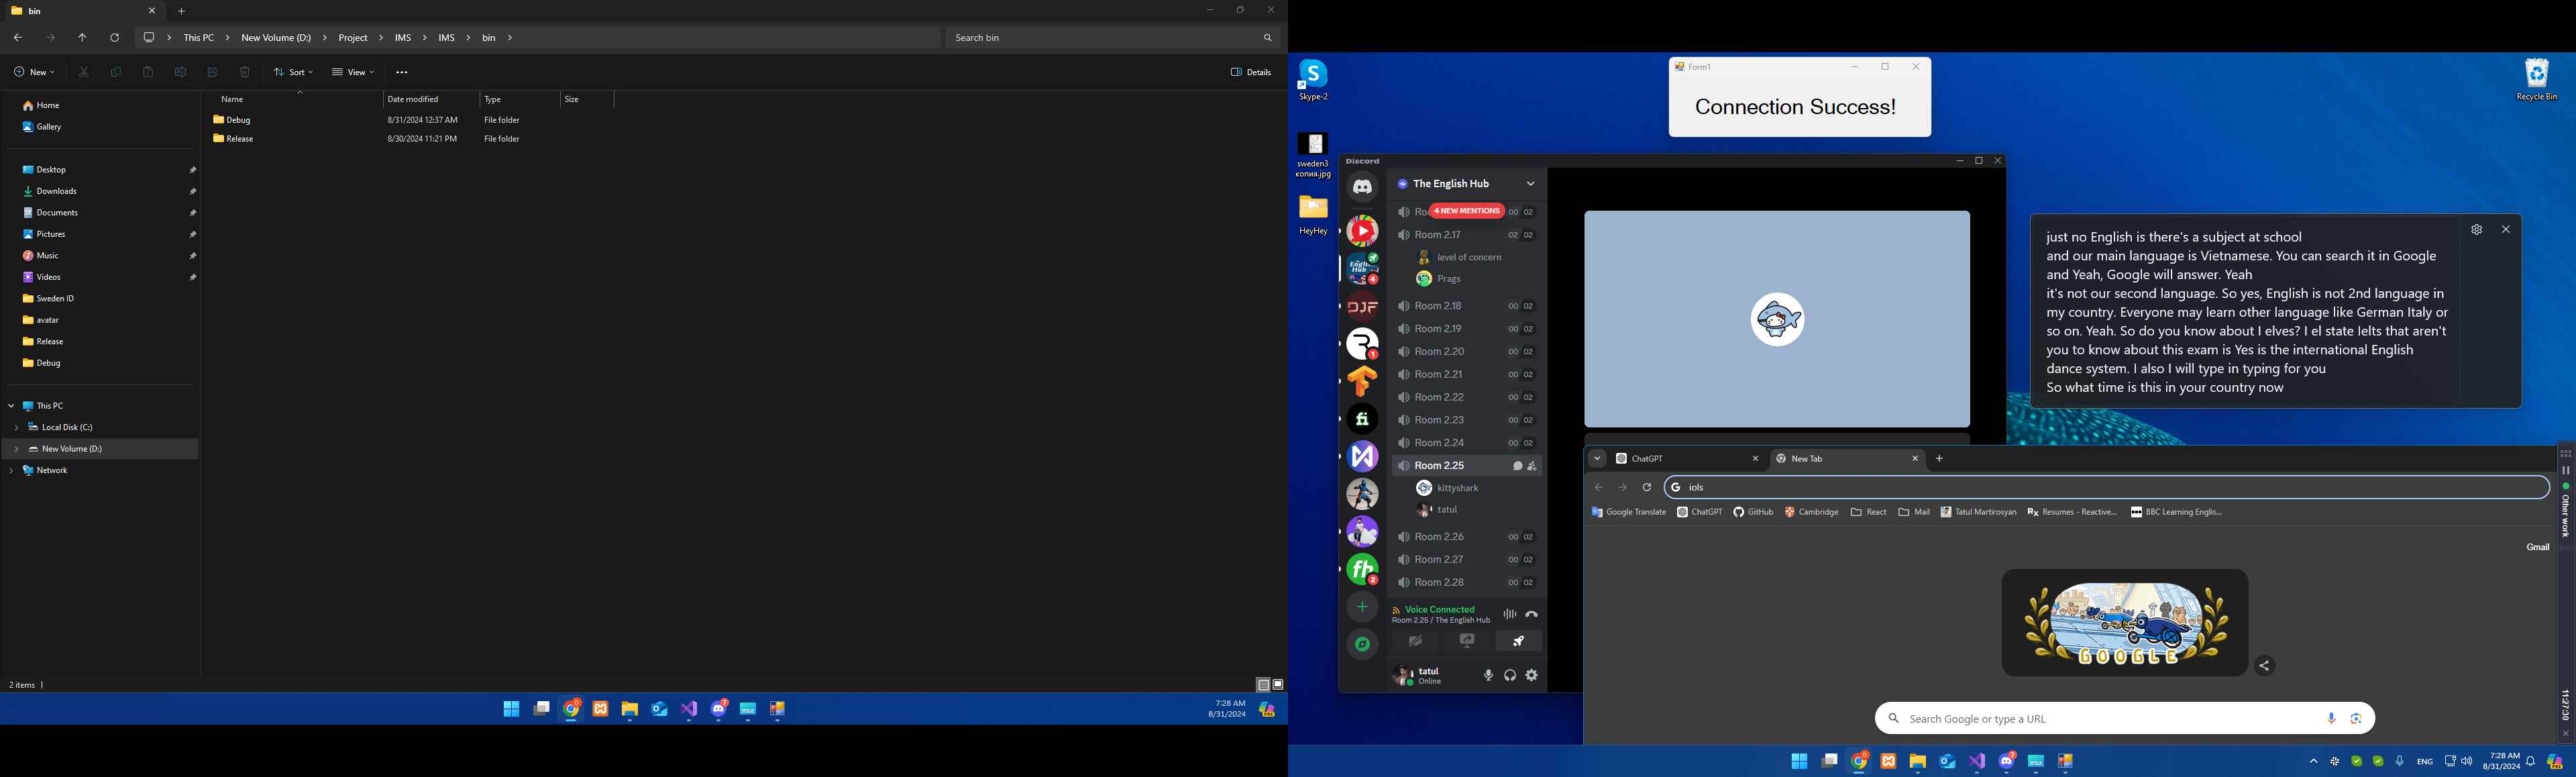 bin
This PC
New Volume (D:)
Project
IMS
IMS
bin
Search bin
New
Sort
View
Details
Name
Date modified
Type
Size
Debug
8/31/2024 12:37 AM
File folder
Release
8/30/2024 11:21 PM
File folder
Home
Gallery
Desktop
Downloads
Documents
Pictures
Music
Videos
Sweden ID
avatar
Release
Debug
This PC
Local Disk (C:)
New Volume (D:)
Network
2 items
7:28 AM
8/31/2024
Skype-2
sweden3
копия.jpg
HeyHey
Recycle Bin
Form1
Connection Success!
Discord
The English Hub
4 NEW MENTIONS
00 02
Room 2.17
02 02
level of concern
Prags
Room 2.18
00 02
Room 2.19
00 02
Room 2.20
00 02
Room 2.21
00 02
Room 2.22
00 02
Room 2.23
00 02
Room 2.24
00 02
Room 2.25
kittyshark
tatul
Room 2.26
00 02
Room 2.27
00 02
Room 2.28
00 02
Voice Connected
Room 2.25 / The English Hub
tatul
Online
just no English is there's a subject at school
and our main language is Vietnamese. You can search it in Google
and Yeah, Google will answer. Yeah
it's not our second language. So yes, English is not 2nd language in
my country. Everyone may learn other language like German Italy or
so on. Yeah. So do you know about I elves? I el state Ielts that aren't
you to know about this exam is Yes is the international English
dance system. I also I will type in typing for you
So what time is this in your country now
ChatGPT
New Tab
iols
Google Translate
ChatGPT
GitHub
Cambridge
React
Mail
Tatul Martirosyan
Resumes - Reactive...
BBC Learning Englis...
Gmail
GOOGLE
Search Google or type a URL
Other work
11:27:30
ENG
7:28 AM
8/31/2024